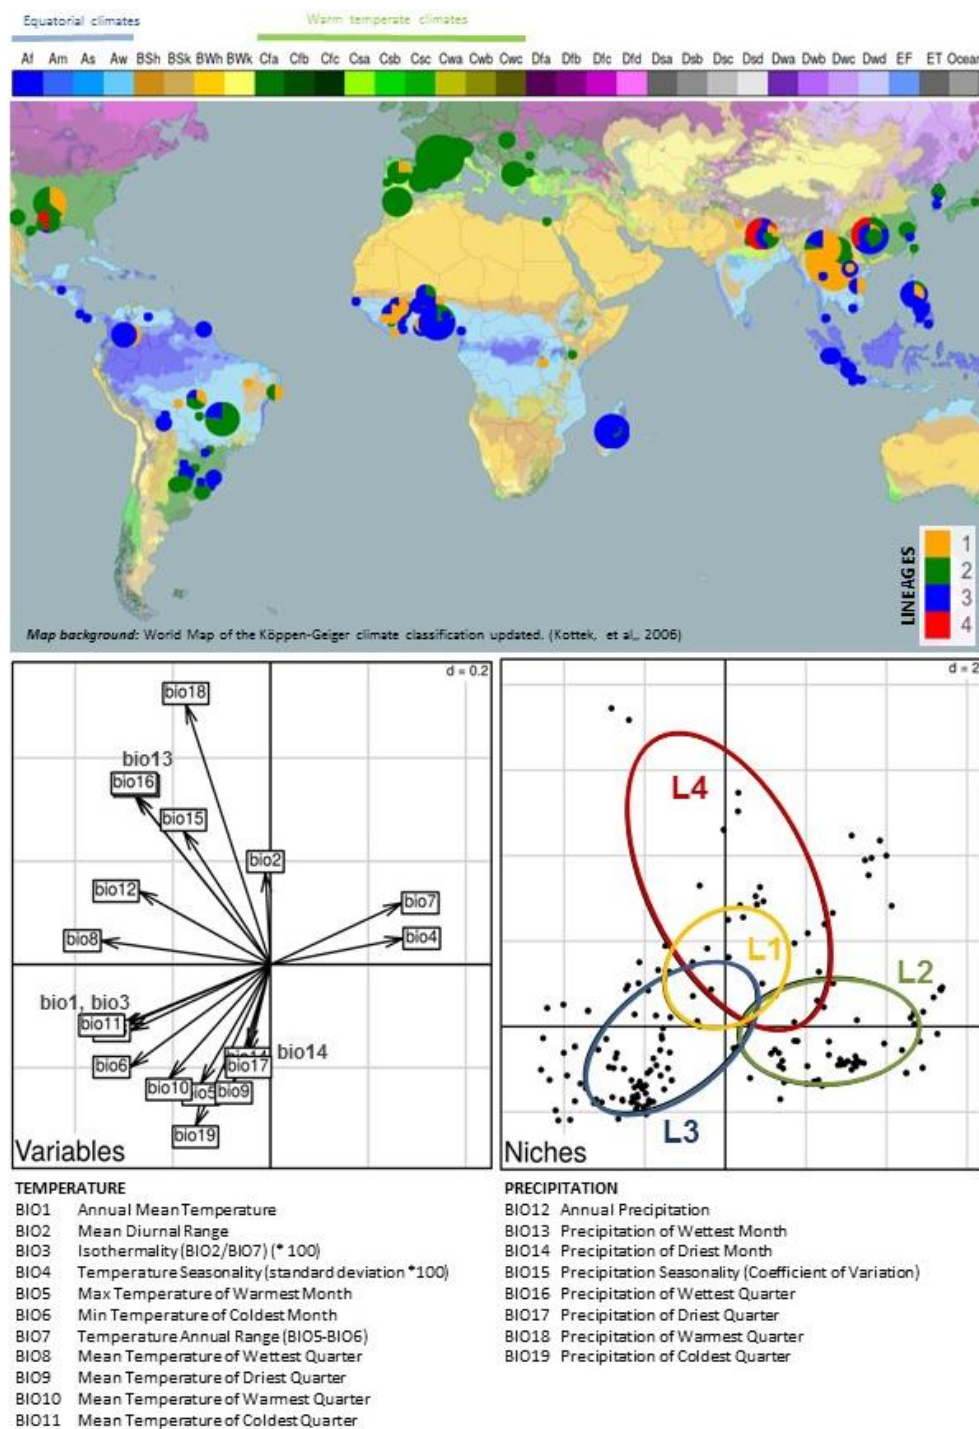 Equatorial climates
Warm temperate climates
Af Am As Aw BSh BSk BWh BWk Cfa Cfb Cfc Csa Csb Csc Cwa Cwb Cwc Dfa Dfb Dfc Dfd Dsa Dsb Dsc Dsd Dwa Dwb Dwc Dwd EF ET Ocean
LINEAGES
1
2
3
4
Map background: World Map of the Köppen-Geiger climate classification updated. (Kottek, et al,. 2006)
d = 0.2
bio18
bio13
bio16
bio15
bio2
bio12
bio7
bio8
bio4
bio1, bio3
bio11
bio14
bio6
bio17
bio10
bio5
bio9
bio19
Variables
d = 2
L4
L1
L2
L3
Niches
TEMPERATURE
BIO1 Annual Mean Temperature
BIO2 Mean Diurnal Range
BIO3 Isothermality (BIO2/BIO7) (* 100)
BIO4 Temperature Seasonality (standard deviation *100)
BIO5 Max Temperature of Warmest Month
BIO6 Min Temperature of Coldest Month
BIO7 Temperature Annual Range (BIO5-BIO6)
BIO8 Mean Temperature of Wettest Quarter
BIO9 Mean Temperature of Driest Quarter
BIO10 Mean Temperature of Warmest Quarter
BIO11 Mean Temperature of Coldest Quarter
PRECIPITATION
BIO12 Annual Precipitation
BIO13 Precipitation of Wettest Month
BIO14 Precipitation of Driest Month
BIO15 Precipitation Seasonality (Coefficient of Variation)
BIO16 Precipitation of Wettest Quarter
BIO17 Precipitation of Driest Quarter
BIO18 Precipitation of Warmest Quarter
BIO19 Precipitation of Coldest Quarter